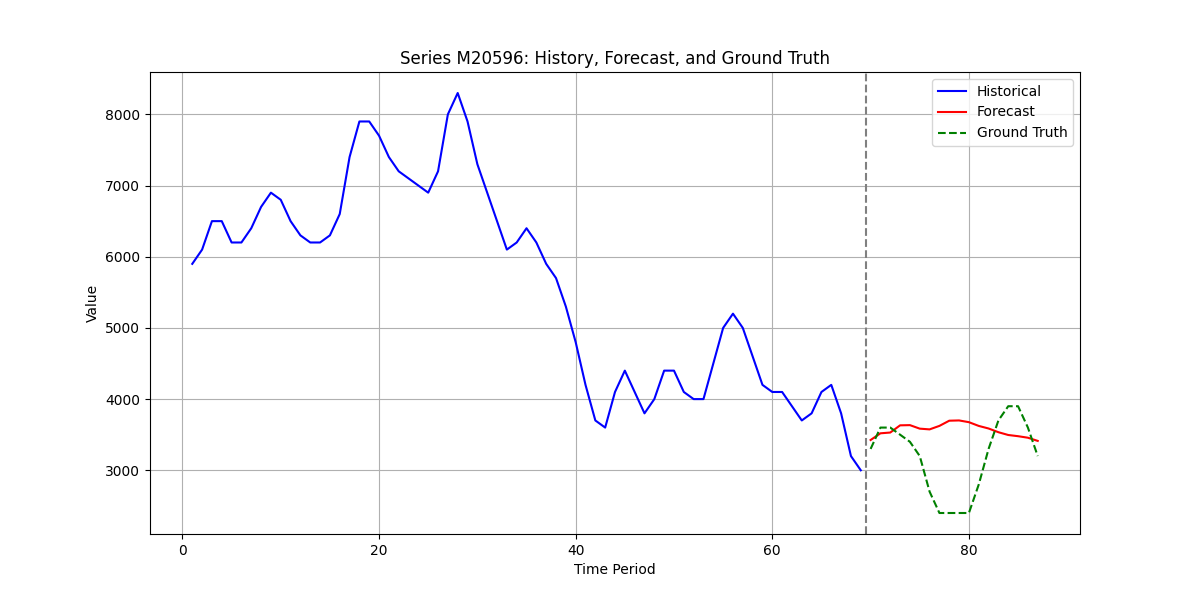 Series M20596: History, Forecast, and Ground Truth
Historical
Forecast
Ground Truth
8000
7000
6000
5000
4000
3000
Value
0
20
40
60
80
Time Period